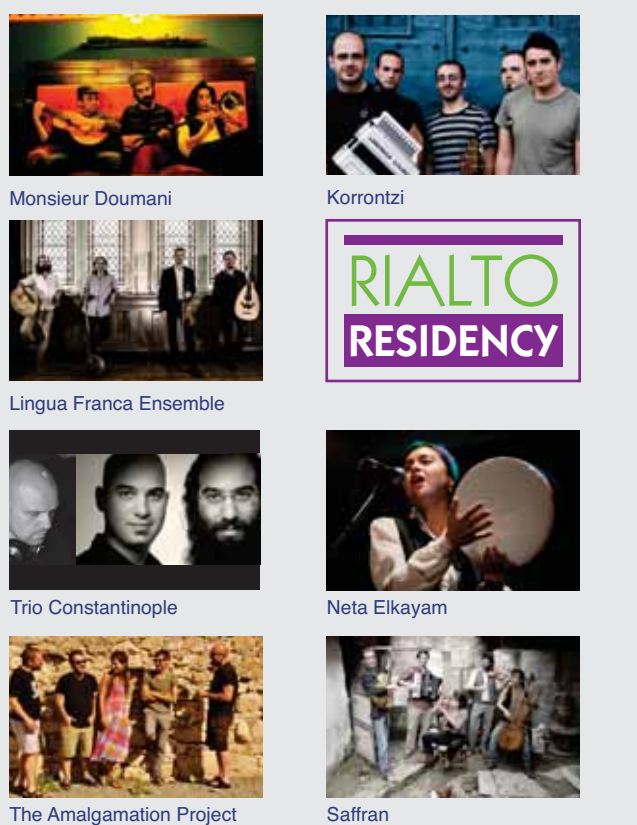 Monsieur Doumani
Korrontzi
RIALTO
RESIDENCY
Lingua Franca Ensemble
Trio Constantinople
Neta Elkayam
The Amalgamation Project
Saffran